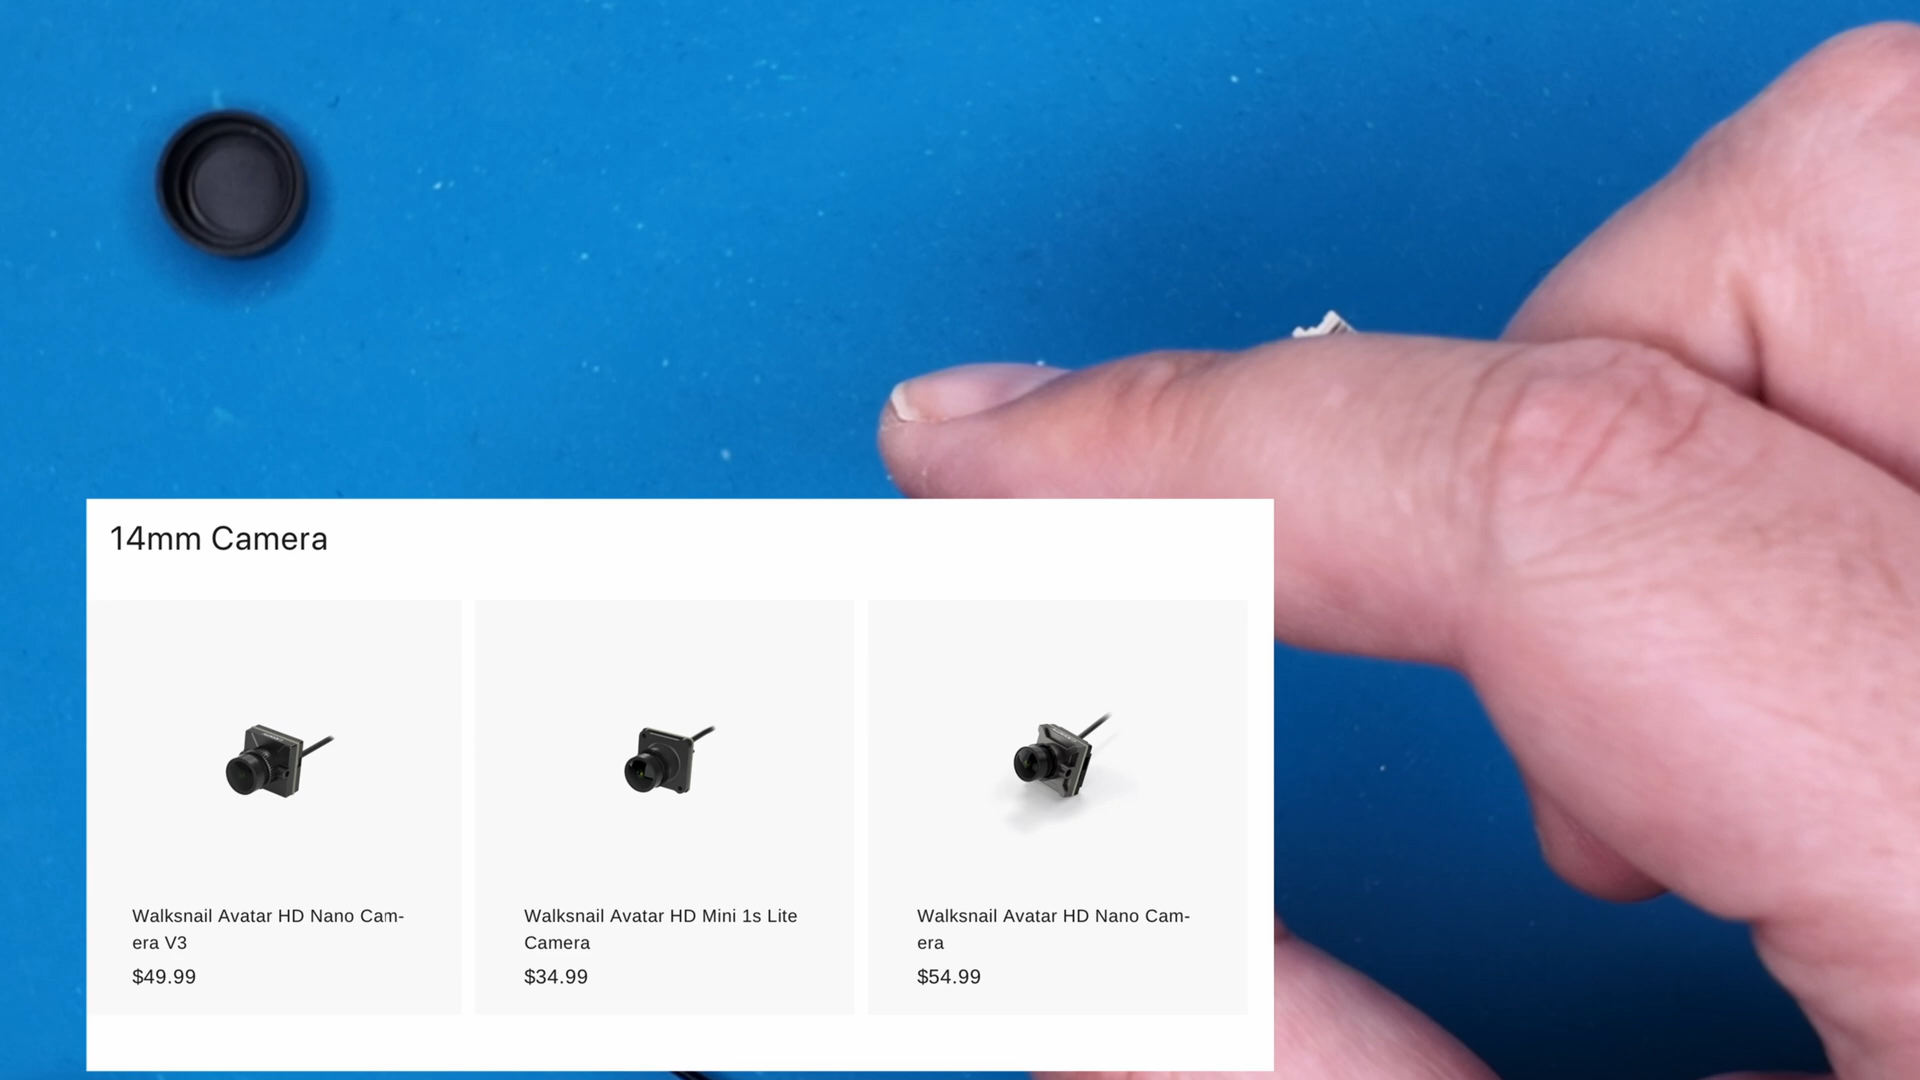 14mm Camera
Walksnail Avatar HD Nano Cam-
era V3
$49.99
Walksnail Avatar HD Mini 1s Lite
Camera
$34.99
Walksnail Avatar HD Nano Cam-
era
$54.99